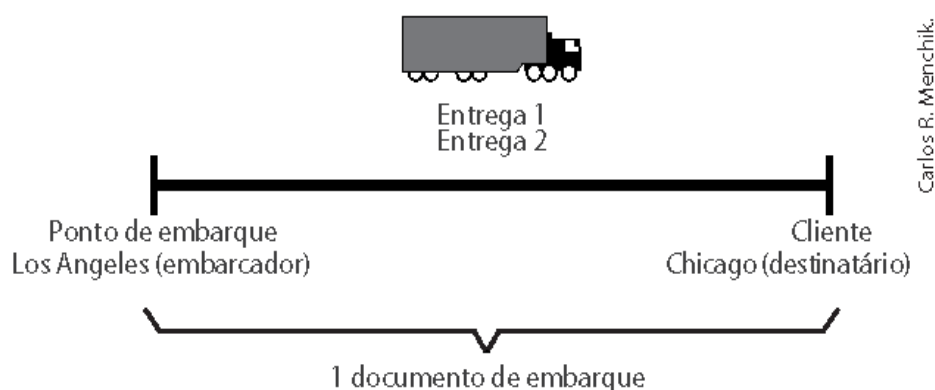 Entrega 1
Entrega 2
Ponto de embarque
Los Angeles (embarcador)
Cliente
Chicago (destinatário)
1 documento de embarque
Carlos R. Menchik.